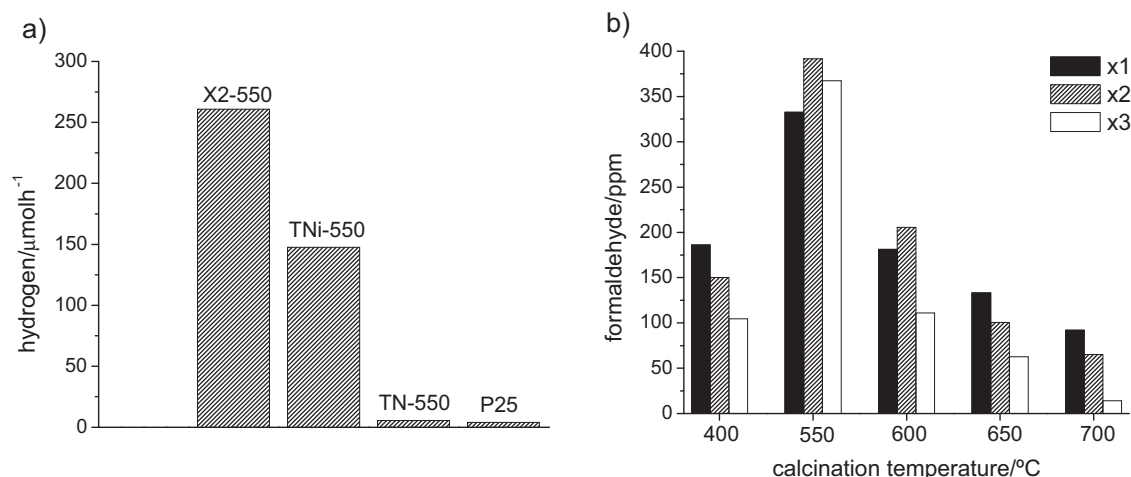 a)
300
250
200
150
100
50
0
hydrogen/μmolh⁻¹
X2-550
TNi-550
TN-550
P25
b)
400
350
300
250
200
150
100
50
0
formaldehyde/ppm
x1
x2
x3
400 550 600 650 700
calcination temperature/ºC